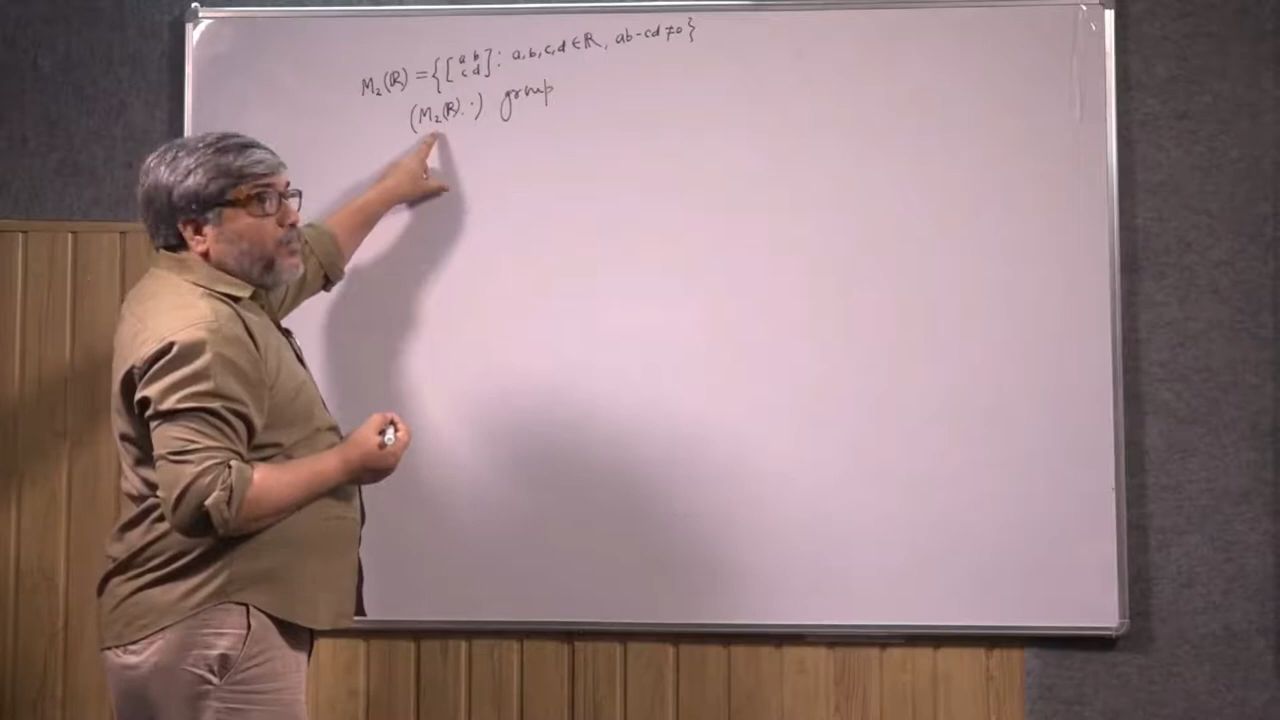 M₂(ℝ) = { [ a b c d ] : a, b, c, d ∈ ℝ, ab - cd ≠ 0 }
(M₂(ℝ), ·) group